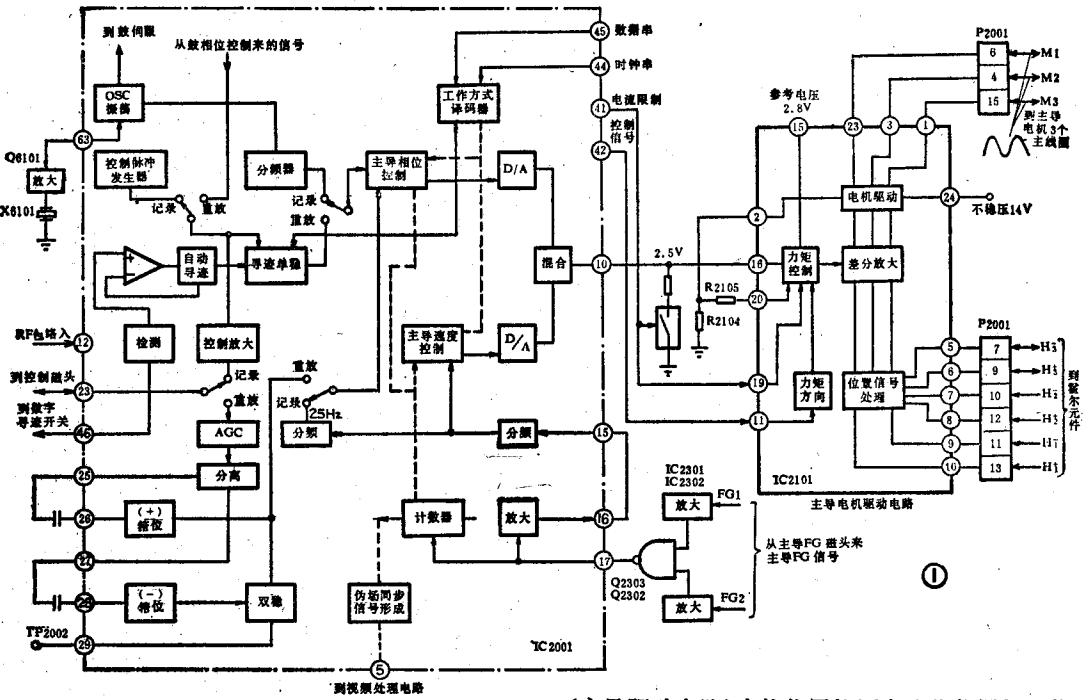 到鼓伺服
从鼓相位控制来的信号
OSC
振荡
63
Q6101
放大
X6101
控制脉冲
发生器
记录
重放
分频器
记录
重放
工作方式
译码器
主导相位
控制
D/A
45
数据串
44
时钟串
41
电流限制
控制
信号
42
自动
寻迹
寻迹单稳
混合
10
2.5V
RF包络入
12
检测
控制放大
主导速度
控制
D/A
到控制磁头
23
记录
重放
到数字
寻迹开关
46
AGC
重放
记录
25Hz
分频
分频
15
25
分离
26
(+)
箝位
计数器
放大
16
17
27
28
(−)
箝位
双稳
伪场同步
信号形成
TP2002
29
IC2001
5
到视频处理电路
IC2301
IC2302
放大
FG1
从主导FG 磁头来
主导FG 信号
Q2303
Q2302
放大
FG2
参考电压
2.8V
15
23
3
1
P2001
6
M1
4
M2
15
M3
到主导
电机3个
主线圈
2
电机驱动
24
不稳压14V
16
力矩
控制
差分放大
R2105
20
R2104
19
11
力矩
方向
位置信号
处理
5
6
7
8
9
10
P2001
7
9
10
12
11
13
到霍尔元件
IC2101
主导电机驱动电路
①